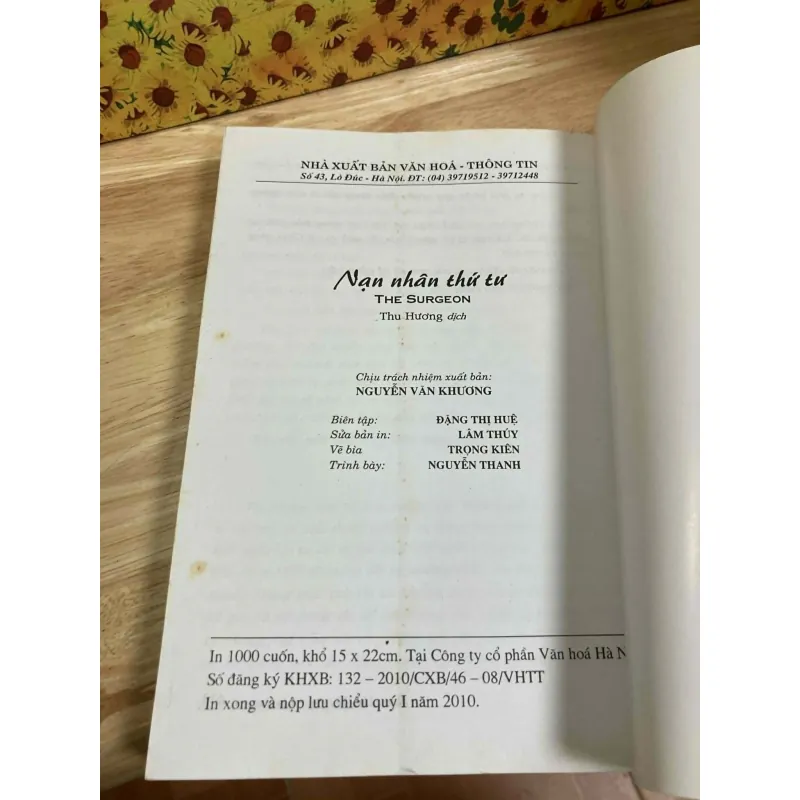 NHÀ XUẤT BẢN VĂN HOÁ - THÔNG TIN
Số 43, Lò Đúc - Hà Nội. ĐT: (04) 39719512 - 39712448
Nạn nhân thứ tư
THE SURGEON
Thu Hương dịch
Chịu trách nhiệm xuất bản:
NGUYỄN VĂN KHƯƠNG
Biên tập: ĐẶNG THỊ HUỆ
Sửa bản in: LÂM THÚY
Vẽ bìa TRỌNG KIÊN
Trình bày: NGUYỄN THANH
In 1000 cuốn, khổ 15 x 22cm. Tại Công ty cổ phần Văn hoá Hà N
Số đăng ký KHXB: 132 – 2010/CXB/46 – 08/VHTT
In xong và nộp lưu chiểu quý I năm 2010.